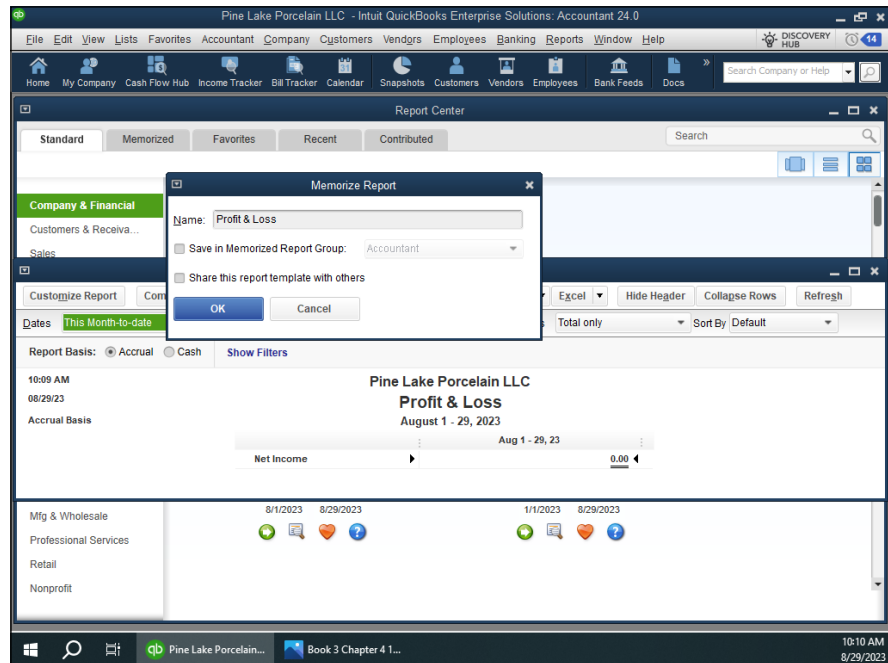 Pine Lake Porcelain LLC - Intuit QuickBooks Enterprise Solutions: Accountant 24.0
File Edit View Lists Favorites Accountant Company Customers Vendors Employees Banking Reports Window Help
DISCOVERY HUB 14
Home My Company Cash Flow Hub Income Tracker Bill Tracker Calendar Snapshots Customers Vendors Employees Bank Feeds Docs
Search Company or Help
Report Center
Standard Memorized Favorites Recent Contributed
Search
Memorize Report
Company & Financial
Name: Profit & Loss
Customers & Receiva...
Save in Memorized Report Group: Accountant
Sales
Share this report template with others
OK Cancel
Customize Report Com Excel Hide Header Collapse Rows Refresh
Dates This Month-to-date Total only Sort By Default
Report Basis: Accrual Cash Show Filters
10:09 AM
Pine Lake Porcelain LLC
08/29/23
Profit & Loss
Accrual Basis
August 1 - 29, 2023
Aug 1 - 29, 23
Net Income 0.00
8/1/2023 8/29/2023 1/1/2023 8/29/2023
Mfg & Wholesale
Professional Services
Retail
Nonprofit
qb Pine Lake Porcelain... Book 3 Chapter 4 1...
10:10 AM
8/29/2023